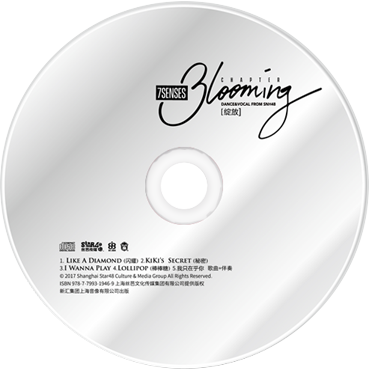 CHAPTER
7SENSES Blooming
DANCE&VOCAL FROM SNH48
[绽放]
1. LIKE A DIAMOND (闪耀) 2.KIKI'S SECRET (秘密)
3.I WANNA PLAY 4.LOLLIPOP (棒棒糖) 5.我只在乎你 歌曲+伴奏
© 2017 Shanghai Star48 Culture & Media Group All Rights Reserved.
ISBN 978-7-7993-1946-9 上海丝芭文化传媒集团有限公司提供版权
新汇集团上海音像有限公司出版